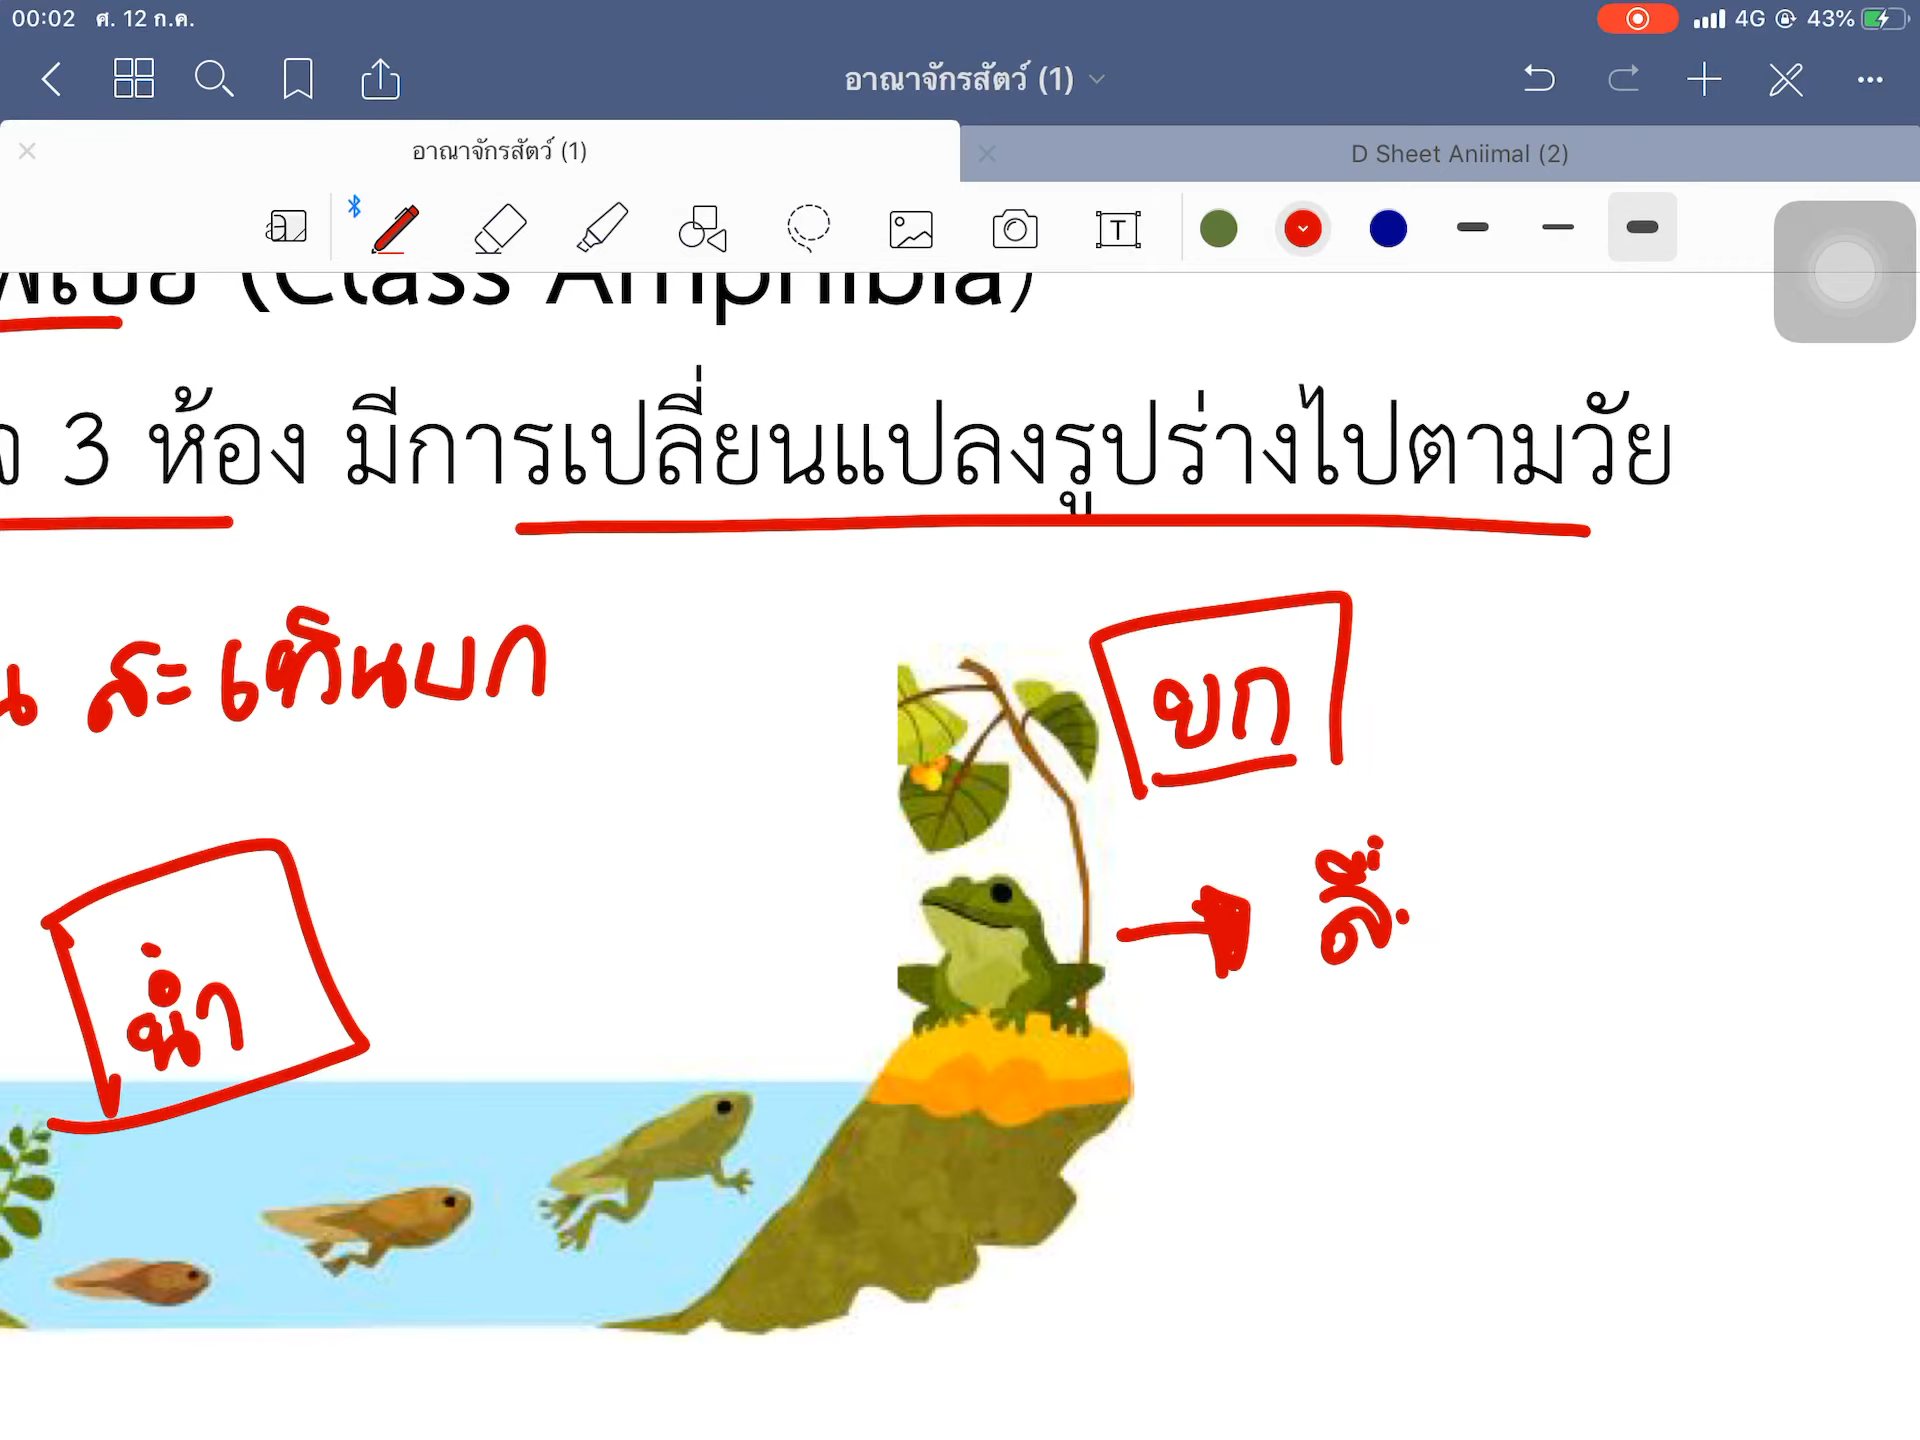 00:02 ศ. 12 ก.ค. 4G 43%
อาณาจักรสัตว์ (1)
อาณาจักรสัตว์ (1)
D Sheet Aniimal (2)
T
(Class Amphibia)
3 ห้อง มีการเปลี่ยนแปลงรูปร่างไปตามวัย
สะเทินบก
บก
น้ำ